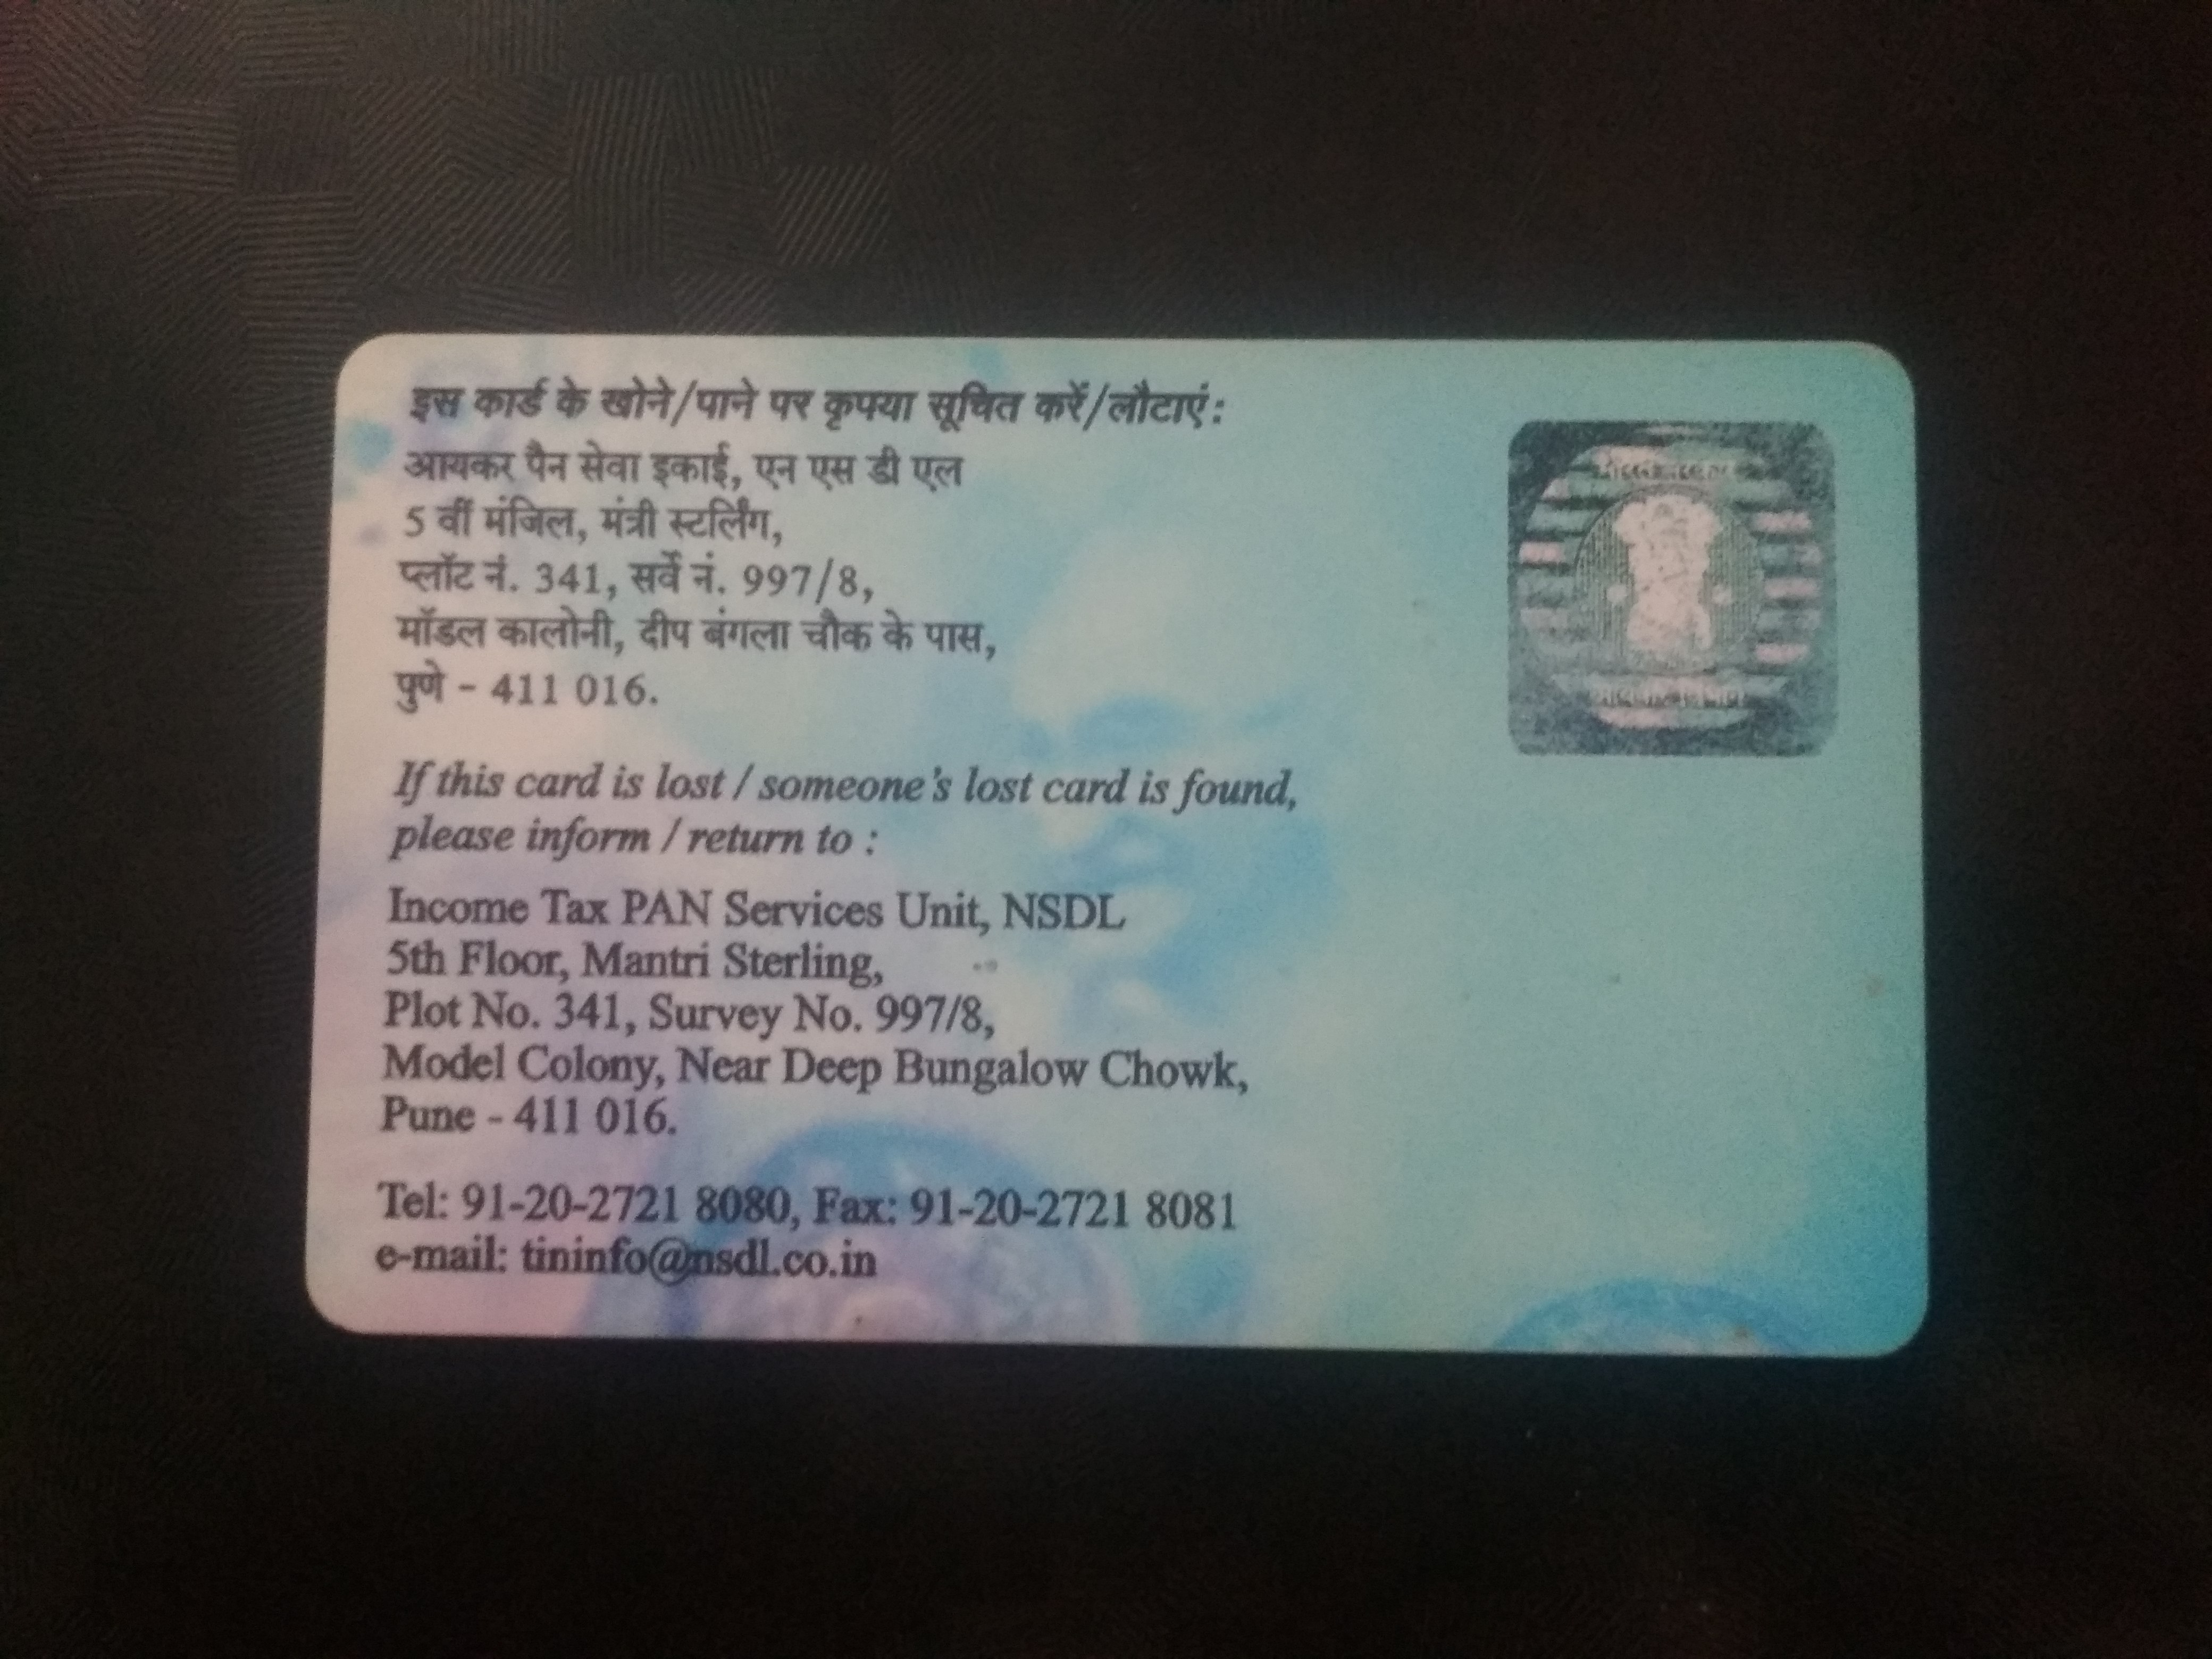 इस कार्ड के खोने/पाने पर कृपया सूचित करें/लौटाएं:
आयकर पैन सेवा इकाई, एन एस डी एल
5 वीं मंजिल, मंत्री स्टर्लिंग,
प्लॉट नं. 341, सर्वे नं. 997/8,
मॉडल कालोनी, दीप बंगला चौक के पास,
पुणे - 411 016.
If this card is lost / someone's lost card is found,
please inform / return to :
Income Tax PAN Services Unit, NSDL
5th Floor, Mantri Sterling,
Plot No. 341, Survey No. 997/8,
Model Colony, Near Deep Bungalow Chowk,
Pune - 411 016.
Tel: 91-20-2721 8080, Fax: 91-20-2721 8081
e-mail: tininfo@nsdl.co.in